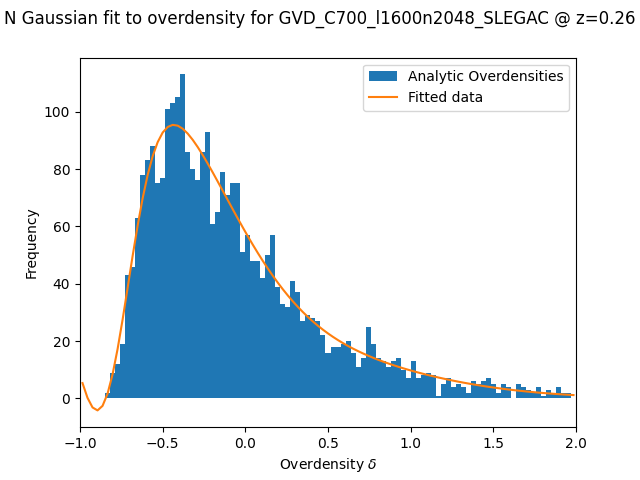 N Gaussian fit to overdensity for GVD_C700_l1600n2048_SLEGAC @ z=0.26
Analytic Overdensities
Fitted data
Frequency
100
80
60
40
20
0
−1.0 −0.5 0.0 0.5 1.0 1.5 2.0
Overdensity δ